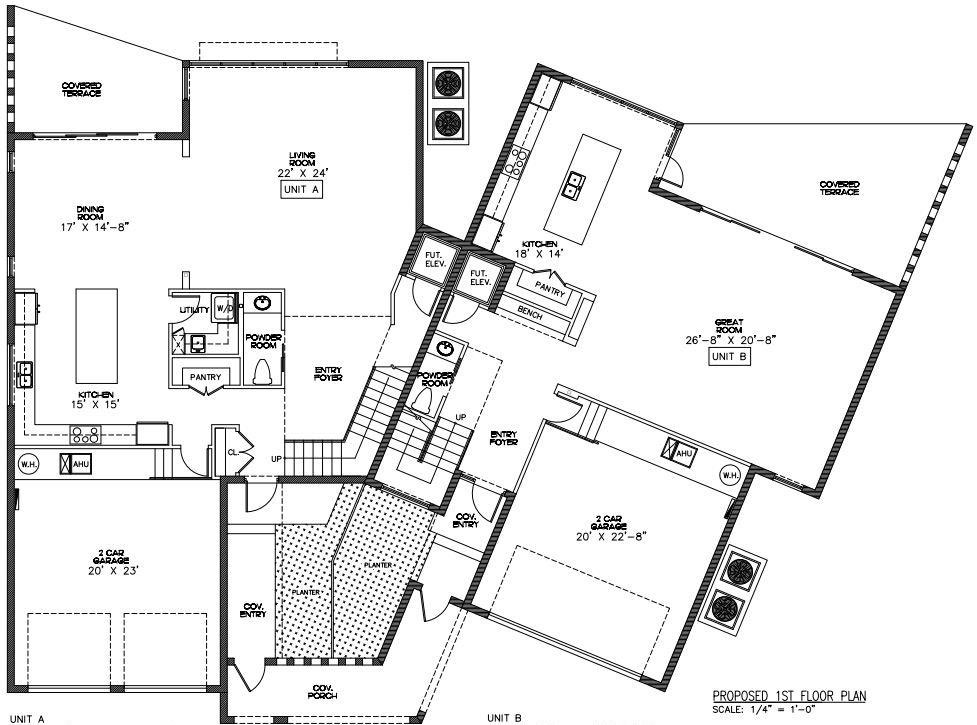 COVERED
TERRACE
LIVING
ROOM
22' X 24'
UNIT A
DINING
ROOM
17' X 14'-8"
UTILITY
W/D
POWDER
ROOM
X
PANTRY
KITCHEN
15' X 15'
ENTRY
FOYER
FUT.
ELEV.
CL.
UP
W.H.
AHU
2 CAR
GARAGE
20' X 23'
COV.
ENTRY
PLANTER
PLANTER
COV.
PORCH
UNIT A
FUT.
ELEV.
KITCHEN
18' X 14'
PANTRY
BENCH
COVERED
TERRACE
GREAT
ROOM
26'-8" X 20'-8"
UNIT B
POWDER
ROOM
UP
ENTRY
FOYER
COV.
ENTRY
AHU
W.H.
2 CAR
GARAGE
20' X 22'-8"
UNIT B
PROPOSED 1ST FLOOR PLAN
SCALE: 1/4" = 1'-0"